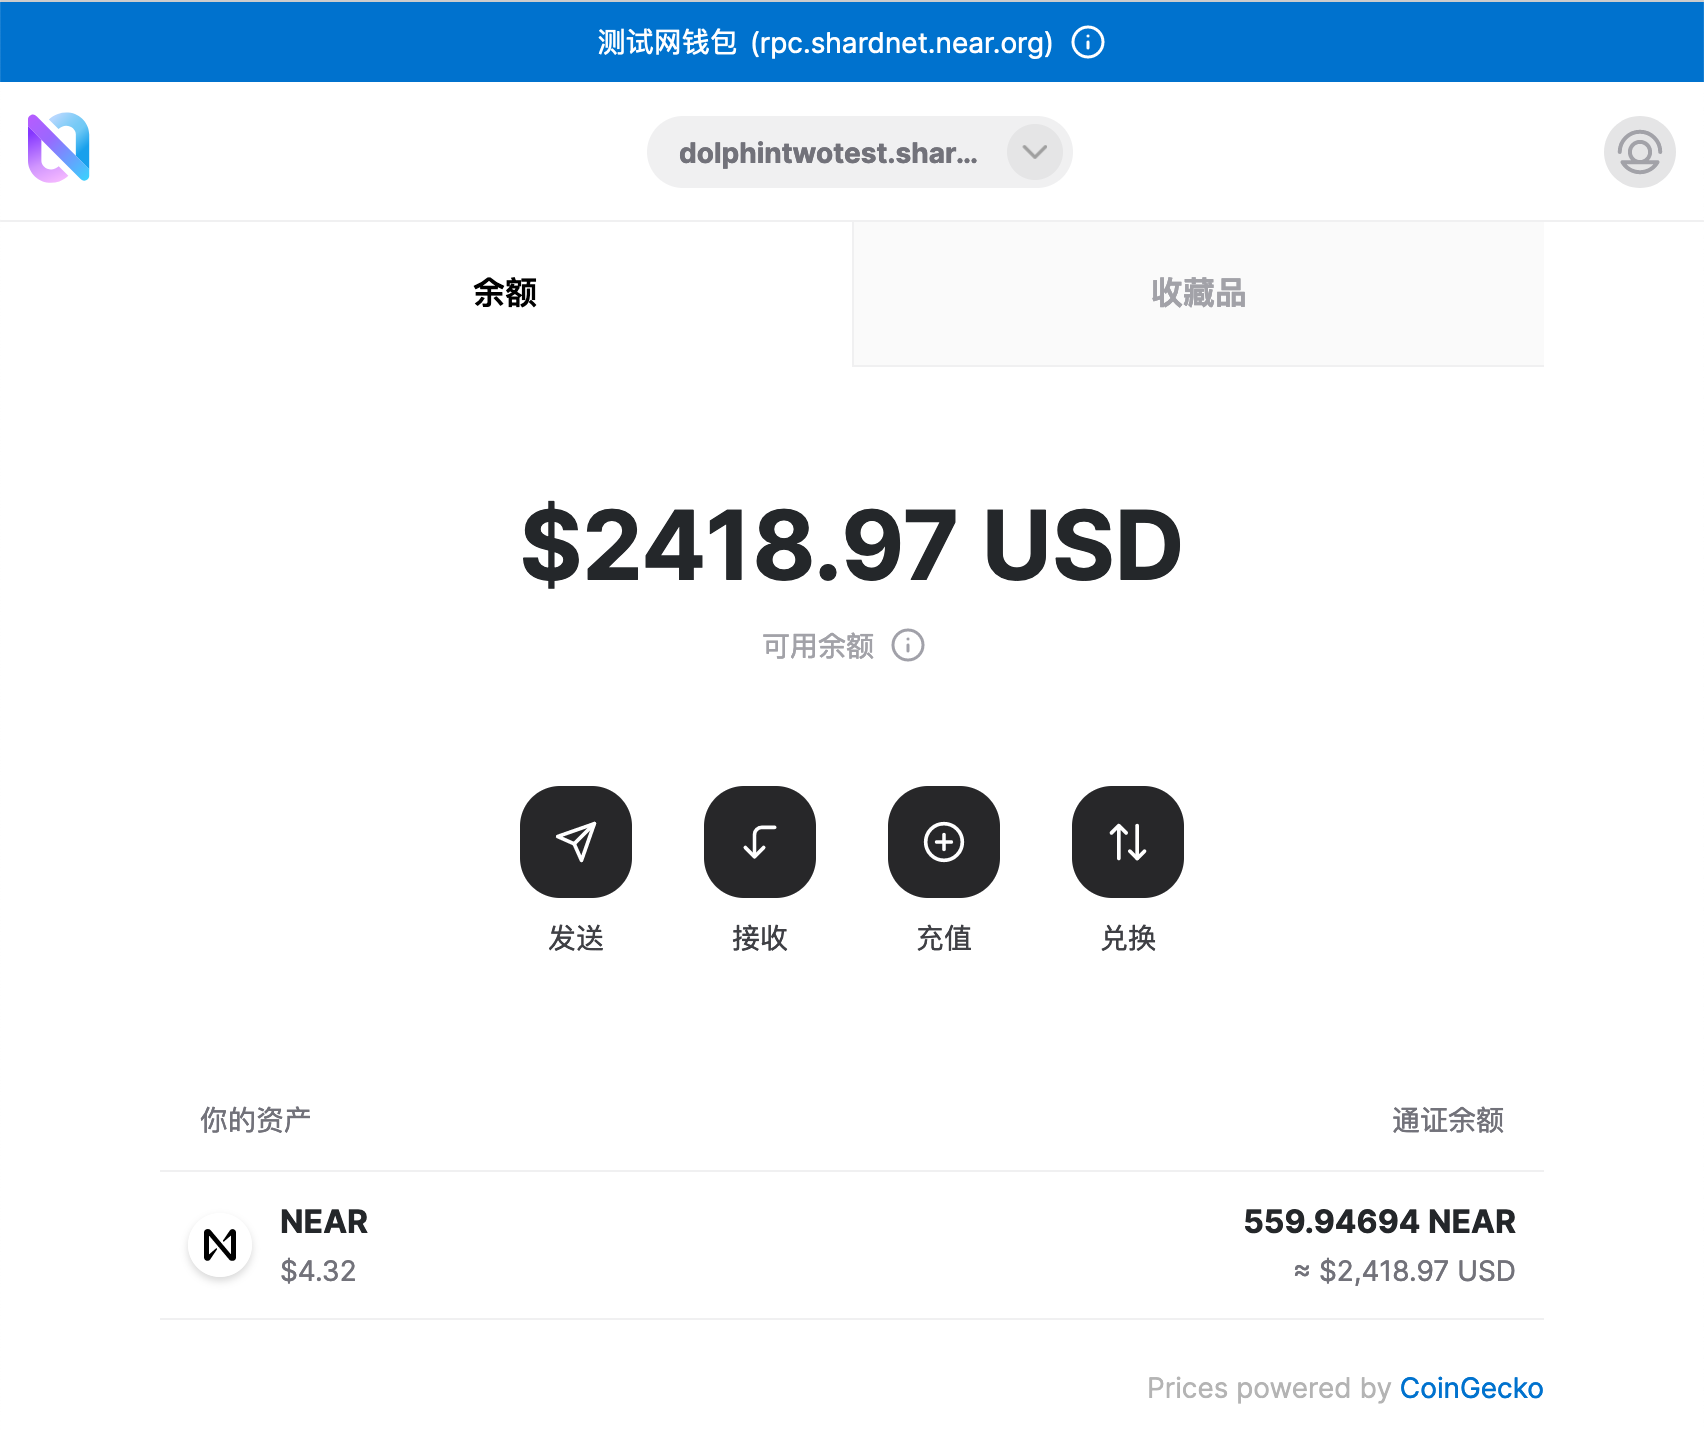 测试网钱包 (rpc.shardnet.near.org)
dolphintwotest.shar...
余额
收藏品
$2418.97 USD
可用余额
发送
接收
充值
兑换
你的资产
通证余额
NEAR
559.94694 NEAR
$4.32
≈ $2,418.97 USD
Prices powered by CoinGecko